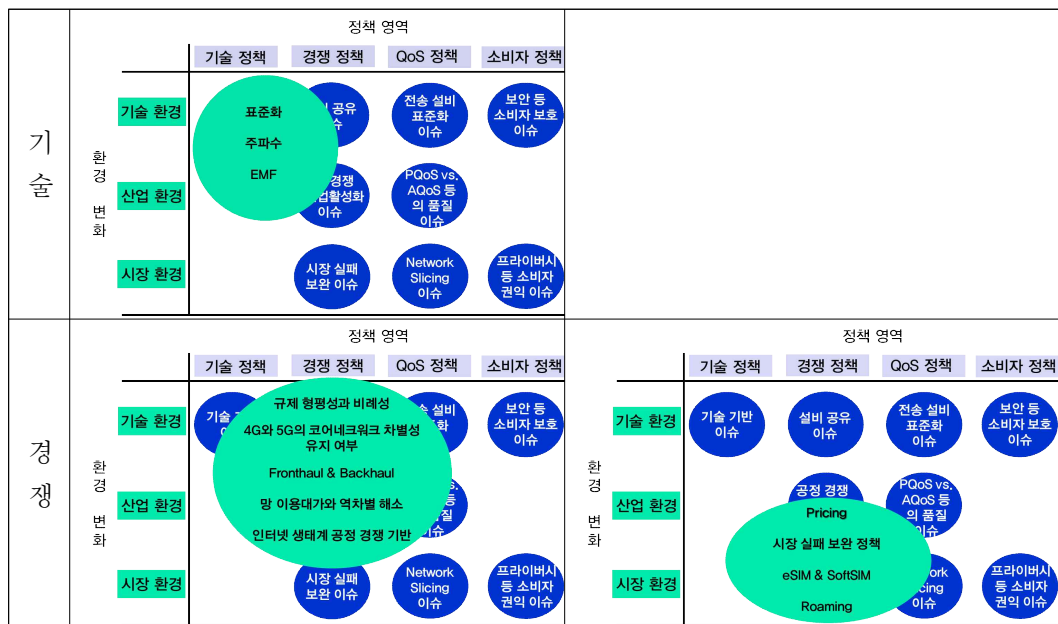 기술
환경 변화
정책 영역
기술 정책
경쟁 정책
QoS 정책
소비자 정책
기술 환경
표준화
주파수
EMF
공유
전송 설비
표준화
이슈
보안 등
소비자 보호
이슈
산업 환경
경쟁
업활성화
이슈
PQoS vs.
AQoS 등
의 품질
이슈
시장 환경
시장 실패
보완 이슈
Network
Slicing
이슈
프라이버시
등 소비자
권익 이슈
경쟁
환경 변화
정책 영역
기술 정책
경쟁 정책
QoS 정책
소비자 정책
기술 환경
기술
규제 형평성과 비례성
4G와 5G의 코어네트워크 차별성
유지 여부
Fronthaul & Backhaul
망 이용대가와 역차별 해소
인터넷 생태계 공정 경쟁 기반
설비
보안 등
소비자 보호
이슈
산업 환경
vs.
등
품질
이슈
시장 환경
시장 실패
보완 이슈
Network
Slicing
이슈
프라이버시
등 소비자
권익 이슈
환경 변화
정책 영역
기술 정책
경쟁 정책
QoS 정책
소비자 정책
기술 환경
기술 기반
이슈
설비 공유
이슈
전송 설비
표준화
이슈
보안 등
소비자 보호
이슈
산업 환경
공정 경쟁
PQoS vs.
AQoS 등
의 품질
이슈
Pricing
시장 실패 보완 정책
eSIM & SoftSIM
Roaming
시장 환경
이슈
프라이버시
등 소비자
권익 이슈